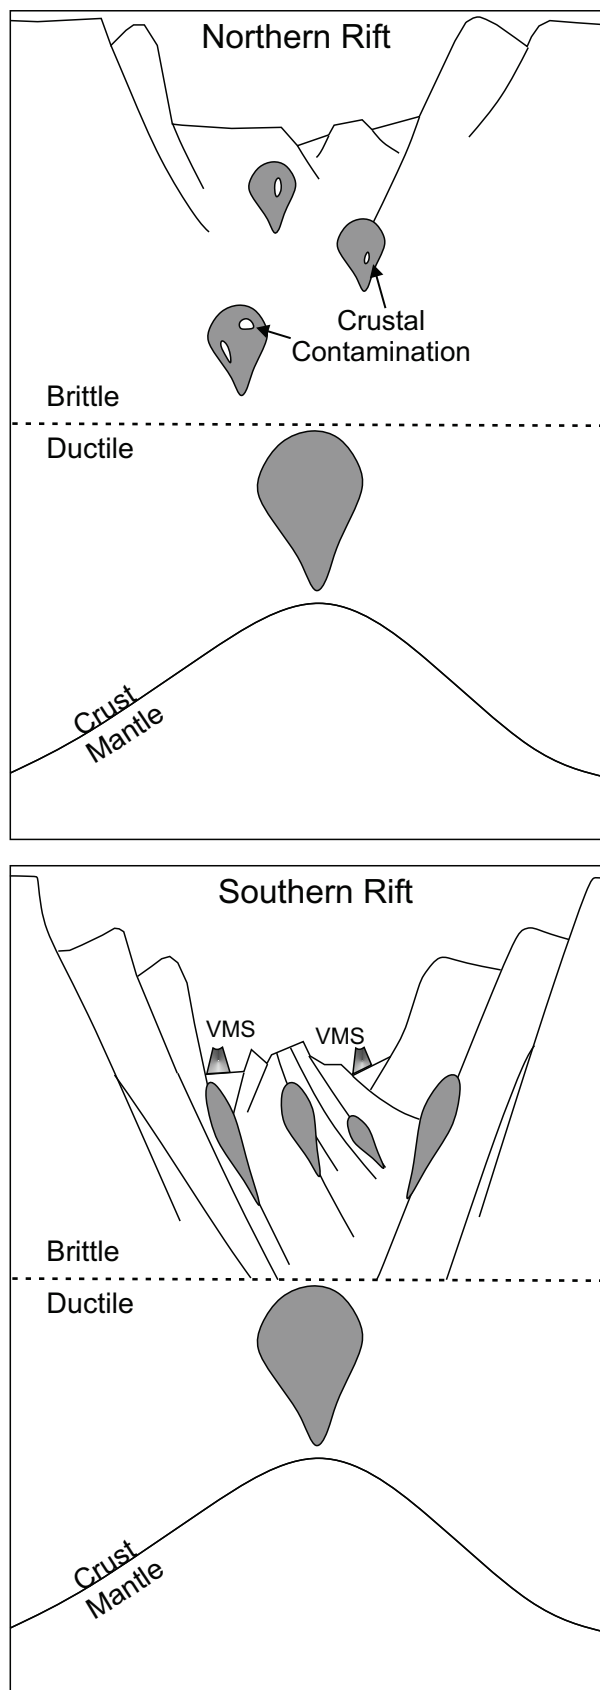 Northern Rift
Crustal
Contamination
Brittle
Ductile
Crust
Mantle
Southern Rift
VMS
VMS
Brittle
Ductile
Crust
Mantle